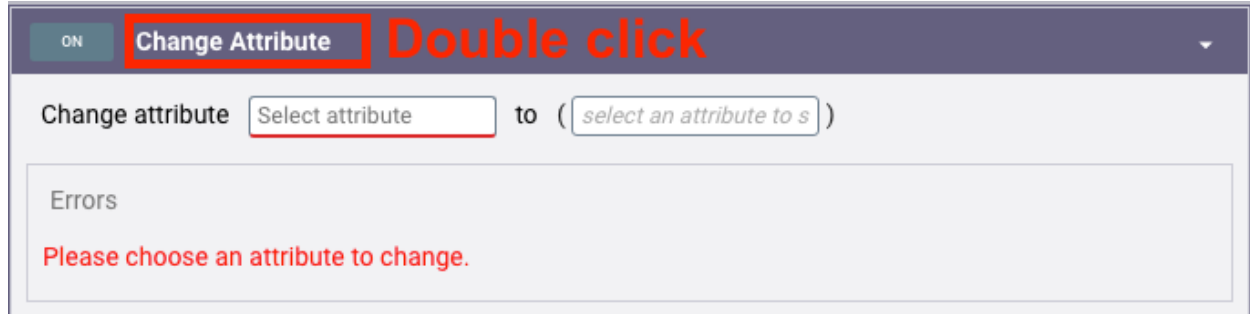 ON Change Attribute Double click
Change attribute Select attribute to ( select an attribute to s )
Errors
Please choose an attribute to change.